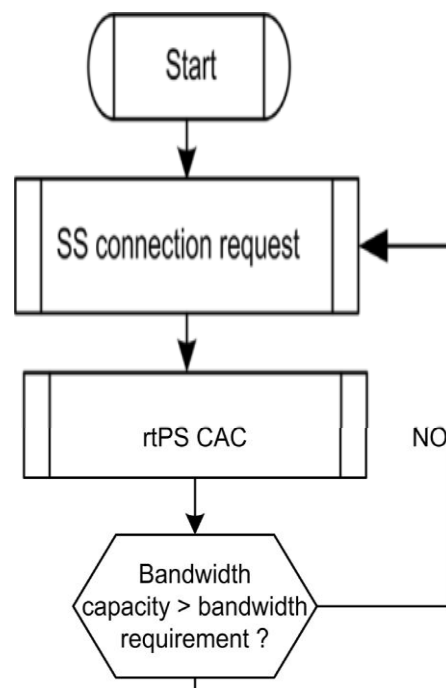 Start
SS connection request
rtPS CAC
NO
Bandwidth
capacity > bandwidth
requirement ?